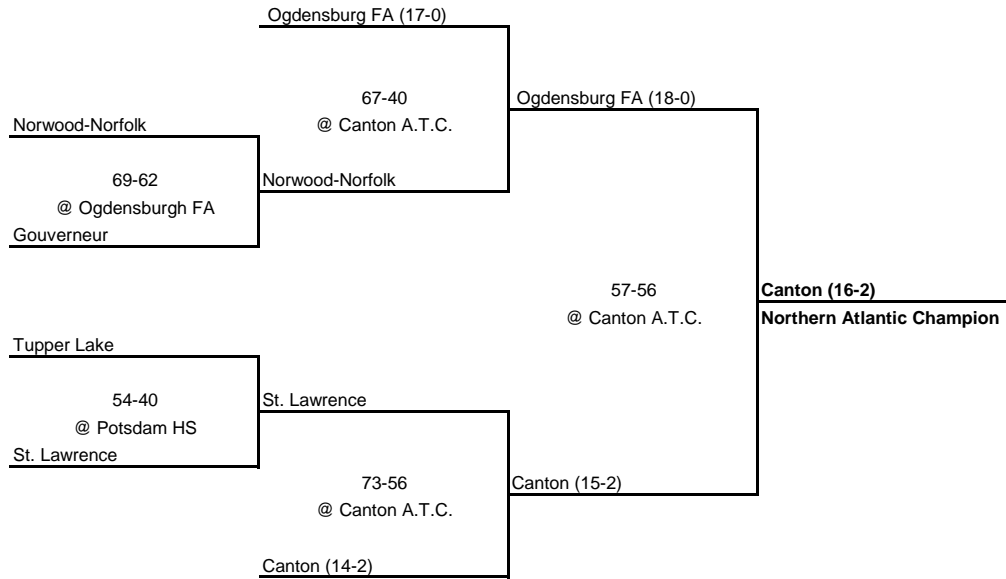 Ogdensburg FA (17-0)
67-40
@ Canton A.T.C.
Ogdensburg FA (18-0)
Norwood-Norfolk
69-62
@ Ogdensburgh FA
Norwood-Norfolk
Gouverneur
57-56
@ Canton A.T.C.
Canton (16-2)
Northern Atlantic Champion
Tupper Lake
54-40
@ Potsdam HS
St. Lawrence
St. Lawrence
73-56
@ Canton A.T.C.
Canton (15-2)
Canton (14-2)